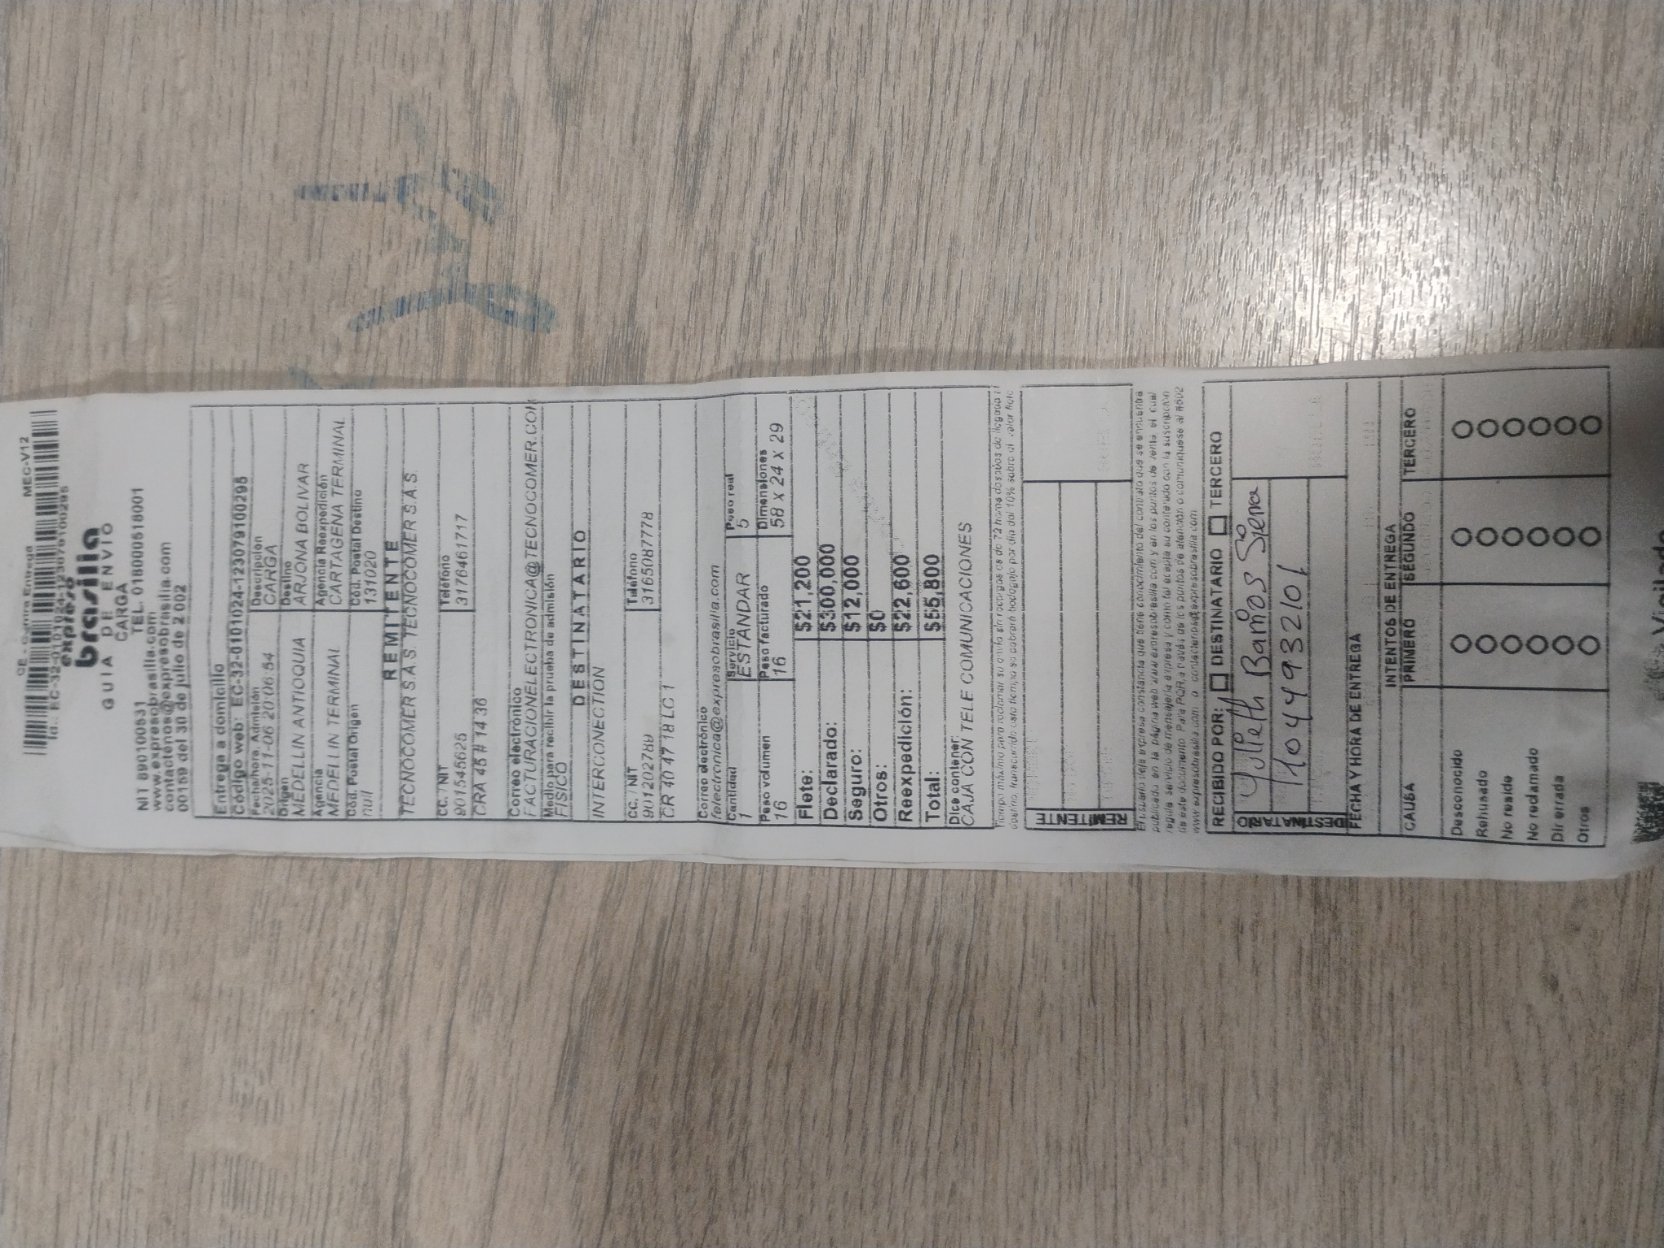 CE - Contra Entrega MEC-V12
Id.: EC-32-0101024-1230791100295
expreso
brasilia
GUIA DE ENVIO
CARGA
NIT 890100531 TEL 018000518001
www.expresobrasilia.com
contactenos@expresobrasilia.com
00159 del 30 de julio de 2002
Entrega a domicilio
Código web: EC-32-0101024-1230791100295
Fecha/hora Admisión Descripción
2025-11-06 20:06:54 CARGA
Origen Destino
MEDELLIN ANTIOQUIA ARJONA BOLIVAR
Agencia Agencia Reexpedición
MEDELLIN TERMINAL CARTAGENA TERMINAL
Cód. Postal Origen Cód. Postal Destino
null 131020
REMITENTE
TECNOCOMER S A S. TECNOCOMER S A S.
CC. / NIT Teléfono
901545625 3176461717
CRA 45 # 14 36
Correo electrónico
FACTURACIONELECTRONICA@TECNOCOMER.COM
Medio para recibir la prueba de admisión
FISICO
DESTINATARIO
INTERCONECTION
CC. / NIT Teléfono
901202789 3165087778
CR 40 47 18 LC 1
Correo electrónico
felectronica@expresobrasilia.com
Cantidad Servicio Peso real
1 ESTANDAR 5
Peso volumen Peso facturado Dimensiones
16 16 58 x 24 x 29
Flete: $21,200
Declarado: $300,000
Seguro: $12,000
Otros: $0
Reexpedición: $22,600
Total: $55,800
Dice contener:
CAJA CON TELE COMUNICACIONES
REMITENTE
RECIBIDO POR: DESTINATARIO TERCERO
DESTINATARIO
Yulieth Barrios Sierra
1044932101
FECHA Y HORA DE ENTREGA
INTENTOS DE ENTREGA
CAUSA PRIMERO SEGUNDO TERCERO
Desconocido
Rehusado
No reside
No reclamado
Dir errada
Otros
Vigilado